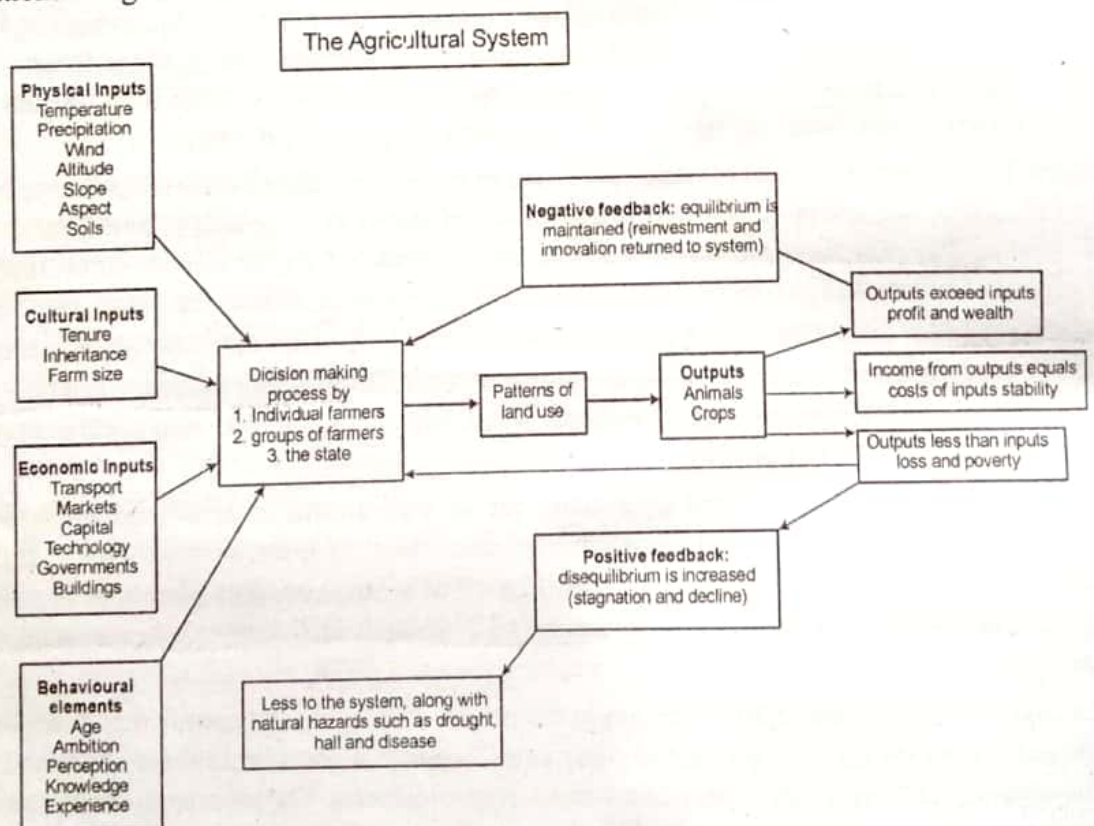 The Agricultural System
Physical Inputs
Temperature
Precipitation
Wind
Altitude
Slope
Aspect
Soils
Cultural Inputs
Tenure
Inheritance
Farm size
Economic Inputs
Transport
Markets
Capital
Technology
Governments
Buildings
Behavioural
elements
Age
Ambition
Perception
Knowledge
Experience
Dicision making
process by
1. Individual farmers
2. groups of farmers
3. the state
Patterns of
land use
Outputs
Animals
Crops
Negative feedback: equilibrium is
maintained (reinvestment and
innovation returned to system)
Outputs exceed inputs
profit and wealth
Income from outputs equals
costs of inputs stability
Outputs less than inputs
loss and poverty
Positive feedback:
disequilibrium is increased
(stagnation and decline)
Less to the system, along with
natural hazards such as drought,
hall and disease